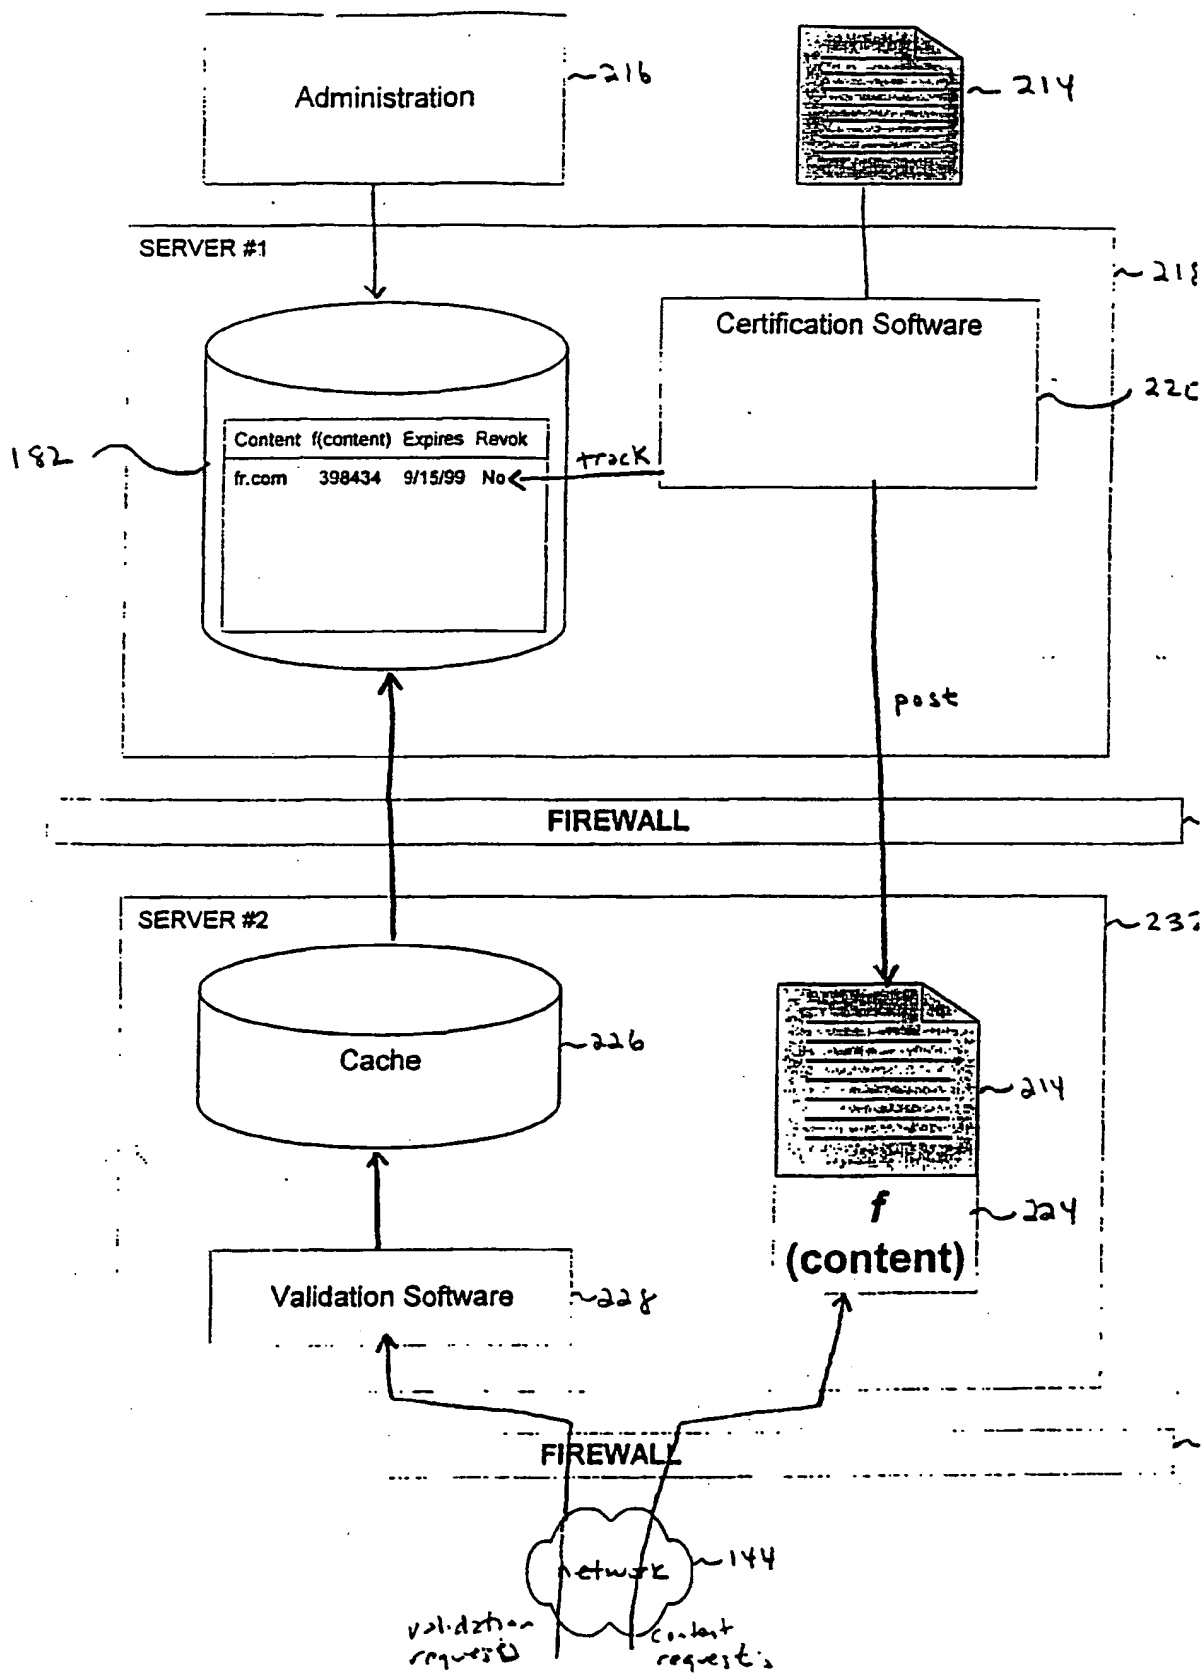 Administration
216
214
SERVER #1
Certification Software
182
Content f(content) Expires Revok
fr.com 398434 9/15/99 No
track
post
FIREWALL
SERVER #2
Cache
226
214
f
(content)
224
Validation Software
228
FIREWALL
network
144
validation
requests
content
requests